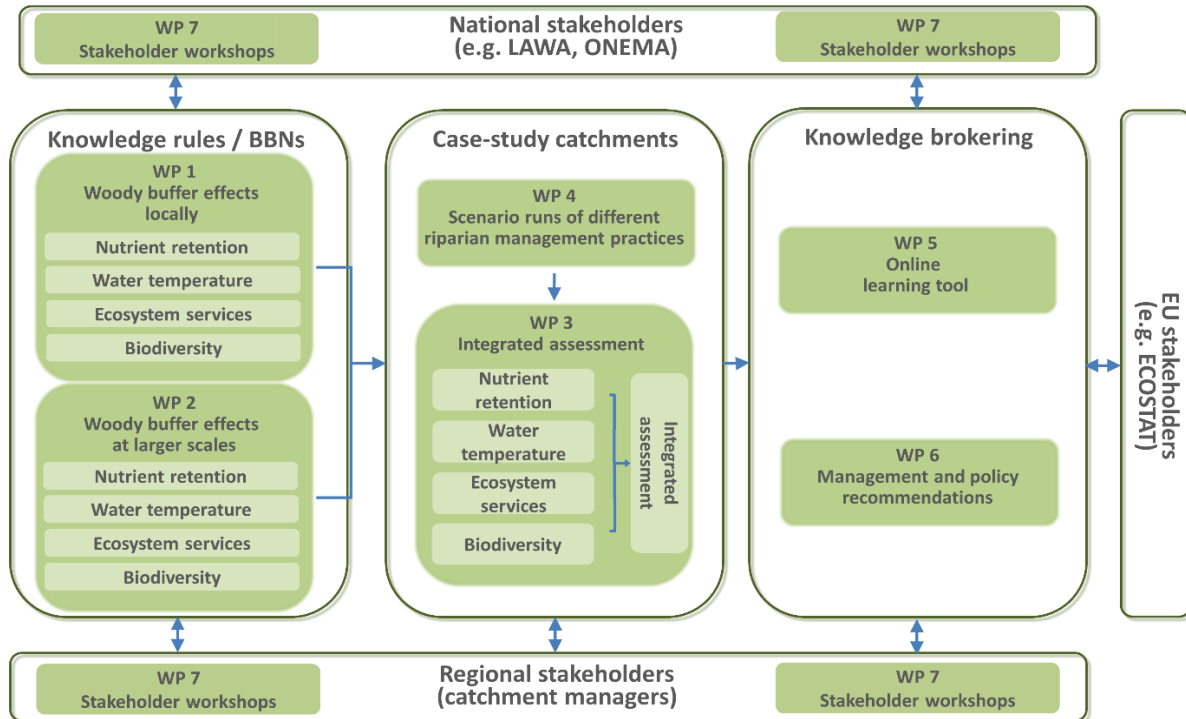 WP 7
Stakeholder workshops
National stakeholders
(e.g. LAWA, ONEMA)
WP 7
Stakeholder workshops
Knowledge rules / BBNs
WP 1
Woody buffer effects
locally
Nutrient retention
Water temperature
Ecosystem services
Biodiversity
WP 2
Woody buffer effects
at larger scales
Nutrient retention
Water temperature
Ecosystem services
Biodiversity
Case-study catchments
WP 4
Scenario runs of different
riparian management practices
WP 3
Integrated assessment
Nutrient
retention
Water
temperature
Ecosystem
services
Biodiversity
Integrated
assessment
Knowledge brokering
WP 5
Online
learning tool
WP 6
Management and policy
recommendations
EU stakeholders
(e.g. ECOSTAT)
WP 7
Stakeholder workshops
Regional stakeholders
(catchment managers)
WP 7
Stakeholder workshops